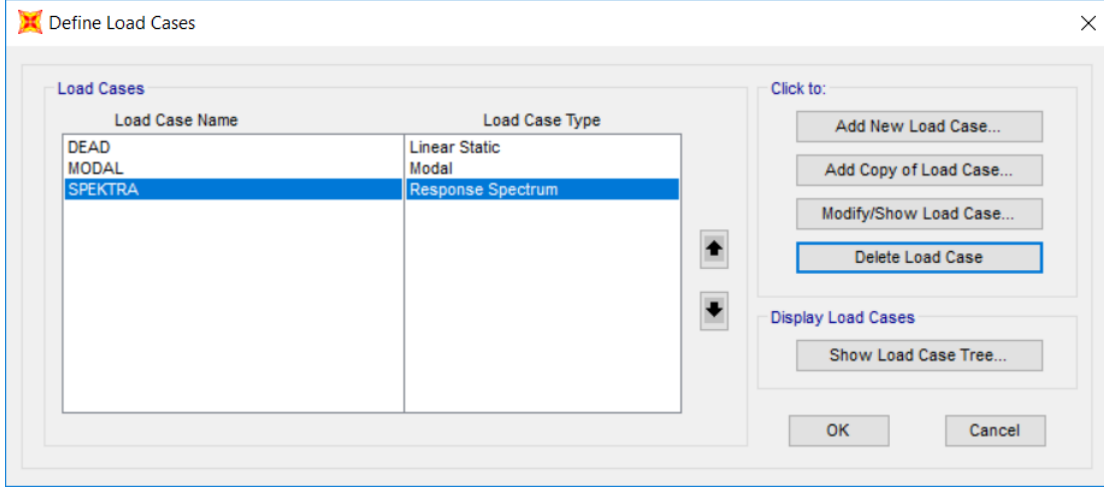 Define Load Cases
Load Cases
Click to:
Load Case Name Load Case Type
Add New Load Case...
DEAD Linear Static
MODAL Modal
Add Copy of Load Case...
SPEKTRA Response Spectrum
Modify/Show Load Case...
Delete Load Case
Display Load Cases
Show Load Case Tree...
OK Cancel